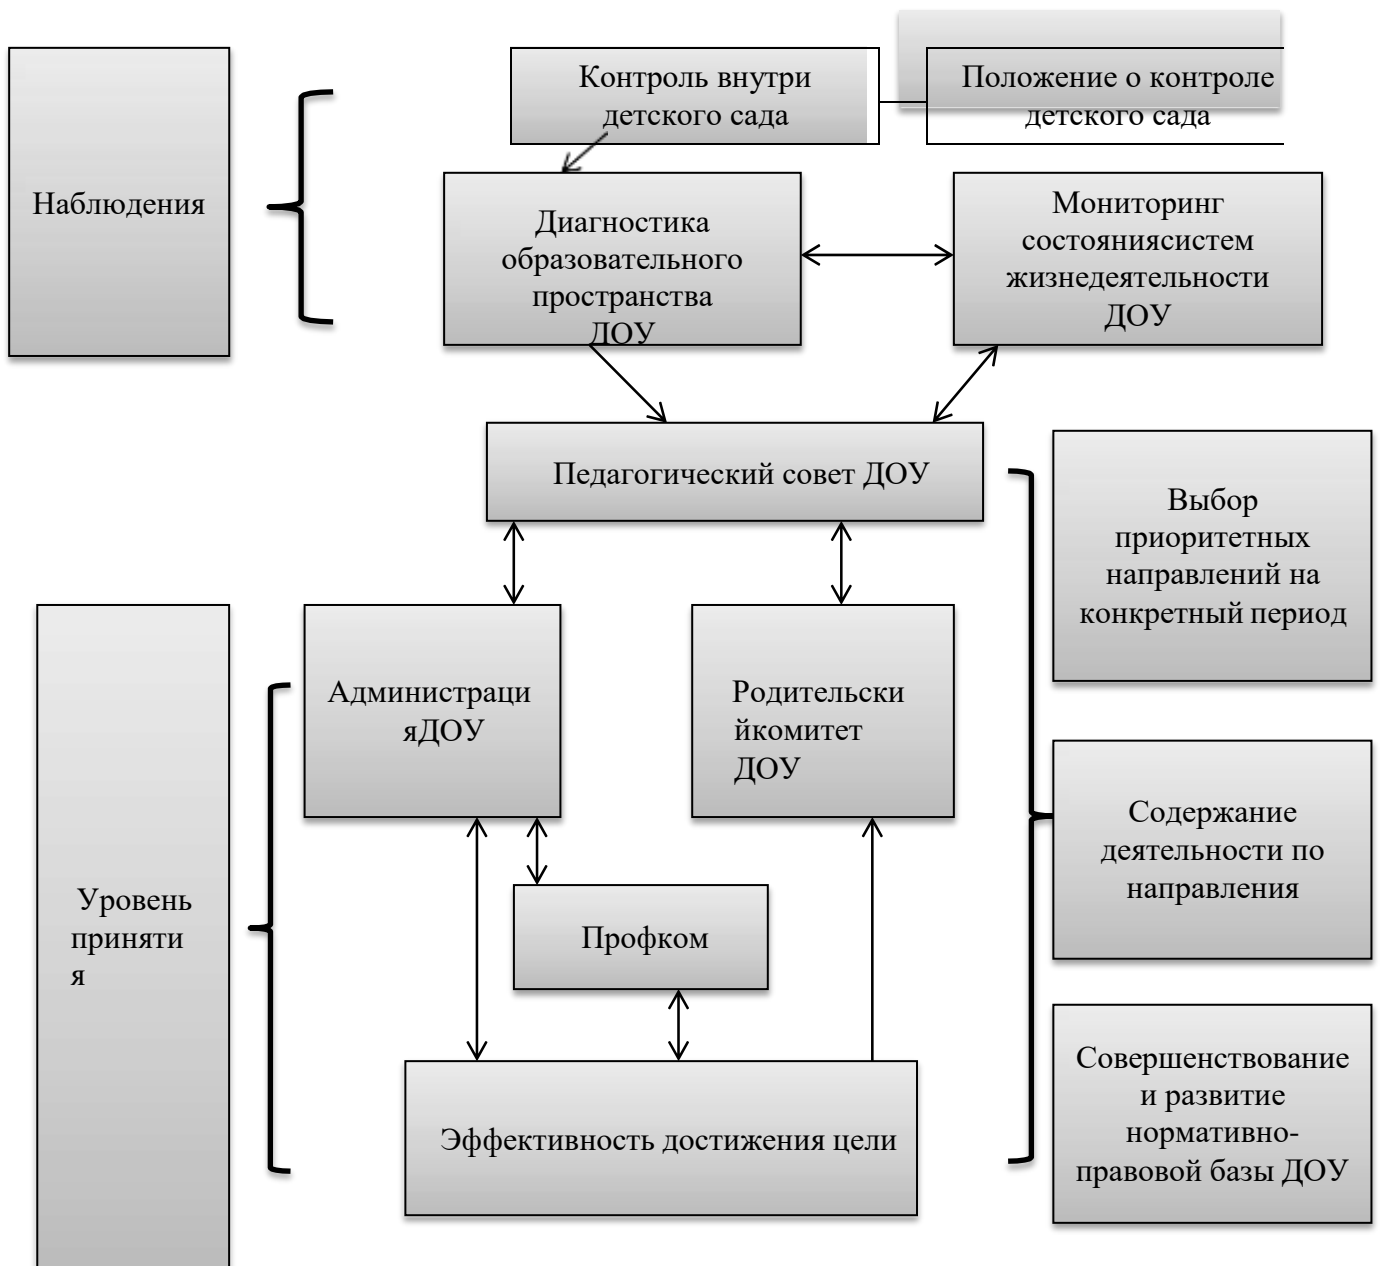 Контроль внутри
детского сада
Положение о контроле
детского сада
Наблюдения
Диагностика
образовательного
пространства
ДОУ
Мониторинг
состояниясистем
жизнедеятельности
ДОУ
Педагогический совет ДОУ
Выбор
приоритетных
направлений на
конкретный период
Администраци
яДОУ
Родительски
йкомитет
ДОУ
Содержание
деятельности по
направления
Уровень
приняти
я
Профком
Совершенствование
и развитие
нормативно-
правовой базы ДОУ
Эффективность достижения цели